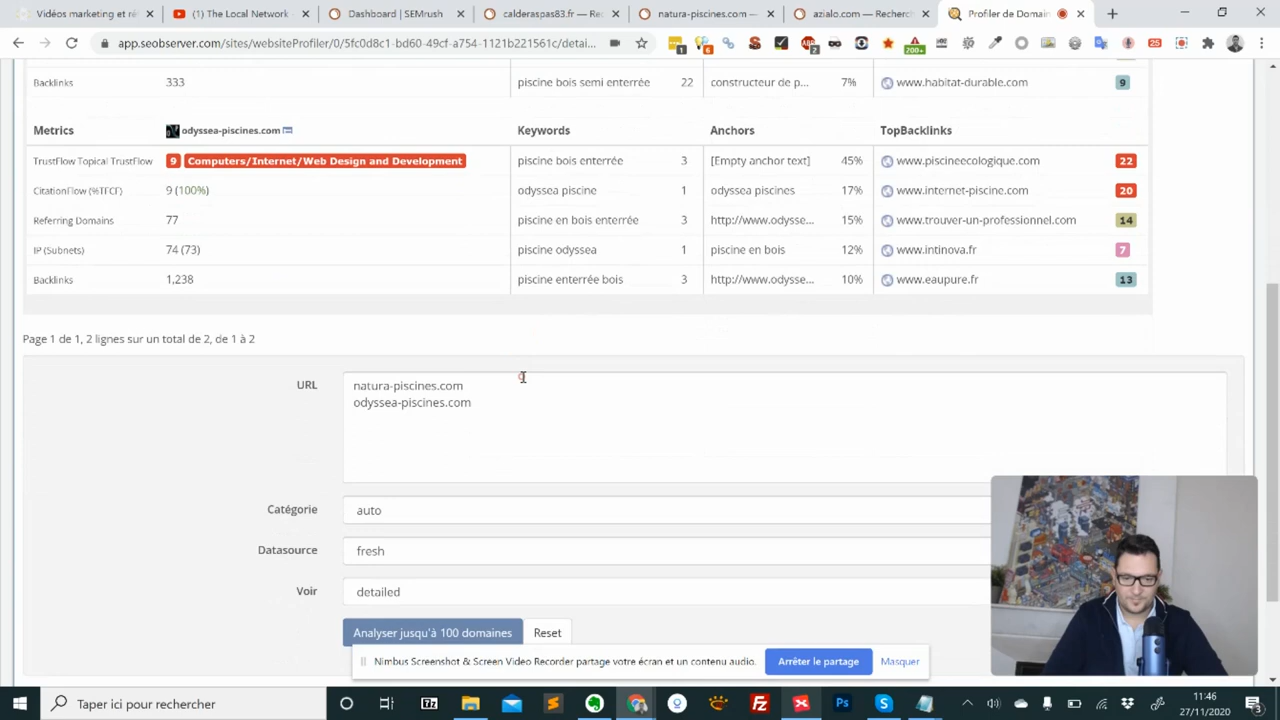 Vidéos marketing et ré
(1) The Local Network
Dashboard | SEMrush
calderaspas83.fr — Re
natura-piscines.com —
azialo.com — Recherch
Profiler de Domain
app.seobserver.com/sites/websiteProfiler/0/5fc0d8c1-bd60-49cf-a754-1121b221561c/detai...
Backlinks 333 piscine bois semi enterrée 22 constructeur de p... 7% www.habitat-durable.com 9
Metrics odyssea-piscines.com Keywords Anchors TopBacklinks
TrustFlow Topical TrustFlow 9 Computers/Internet/Web Design and Development piscine bois enterrée 3 [Empty anchor text] 45% www.piscineecologique.com 22
CitationFlow (%TFCF) 9 (100%) odyssea piscine 1 odyssea piscines 17% www.internet-piscine.com 20
Referring Domains 77 piscine en bois enterrée 3 http://www.odysse... 15% www.trouver-un-professionnel.com 14
IP (Subnets) 74 (73) piscine odyssea 1 piscine en bois 12% www.intinova.fr 7
Backlinks 1,238 piscine enterrée bois 3 http://www.odysse... 10% www.eaupure.fr 13
Page 1 de 1, 2 lignes sur un total de 2, de 1 à 2
URL natura-piscines.com
odyssea-piscines.com
Catégorie auto
Datasource fresh
Voir detailed
Analyser jusqu'à 100 domaines Reset
Nimbus Screenshot & Screen Video Recorder partage votre écran et un contenu audio. Arrêter le partage Masquer
Taper ici pour rechercher
11:46
27/11/2020